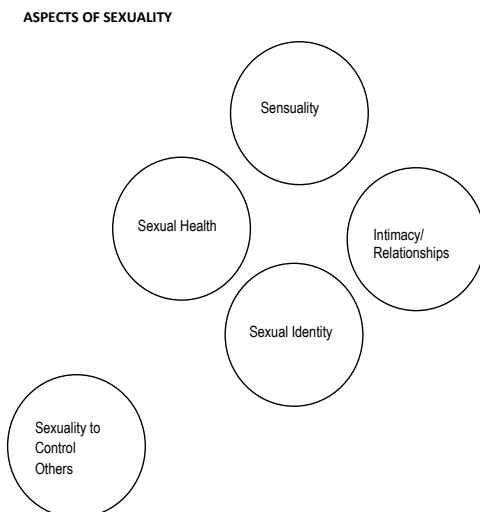 ASPECTS OF SEXUALITY
Sensuality
Sexual Health
Intimacy/
Relationships
Sexual Identity
Sexuality to
Control
Others